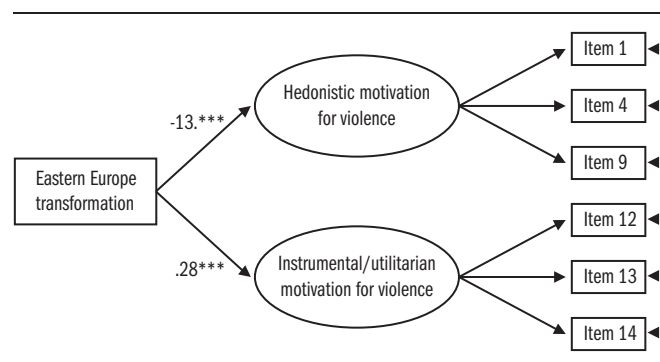 Item 1
Hedonistic motivation
for violence
Item 4
-13.***
Item 9
Eastern Europe
transformation
Item 12
.28***
Instrumental/utilitarian
motivation for violence
Item 13
Item 14